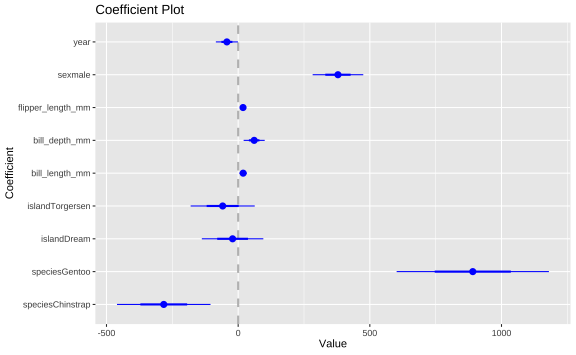 Coefficient Plot
Coefficient
year
sexmale
flipper_length_mm
bill_depth_mm
bill_length_mm
islandTorgersen
islandDream
speciesGentoo
speciesChinstrap
-500 0 500 1000
Value